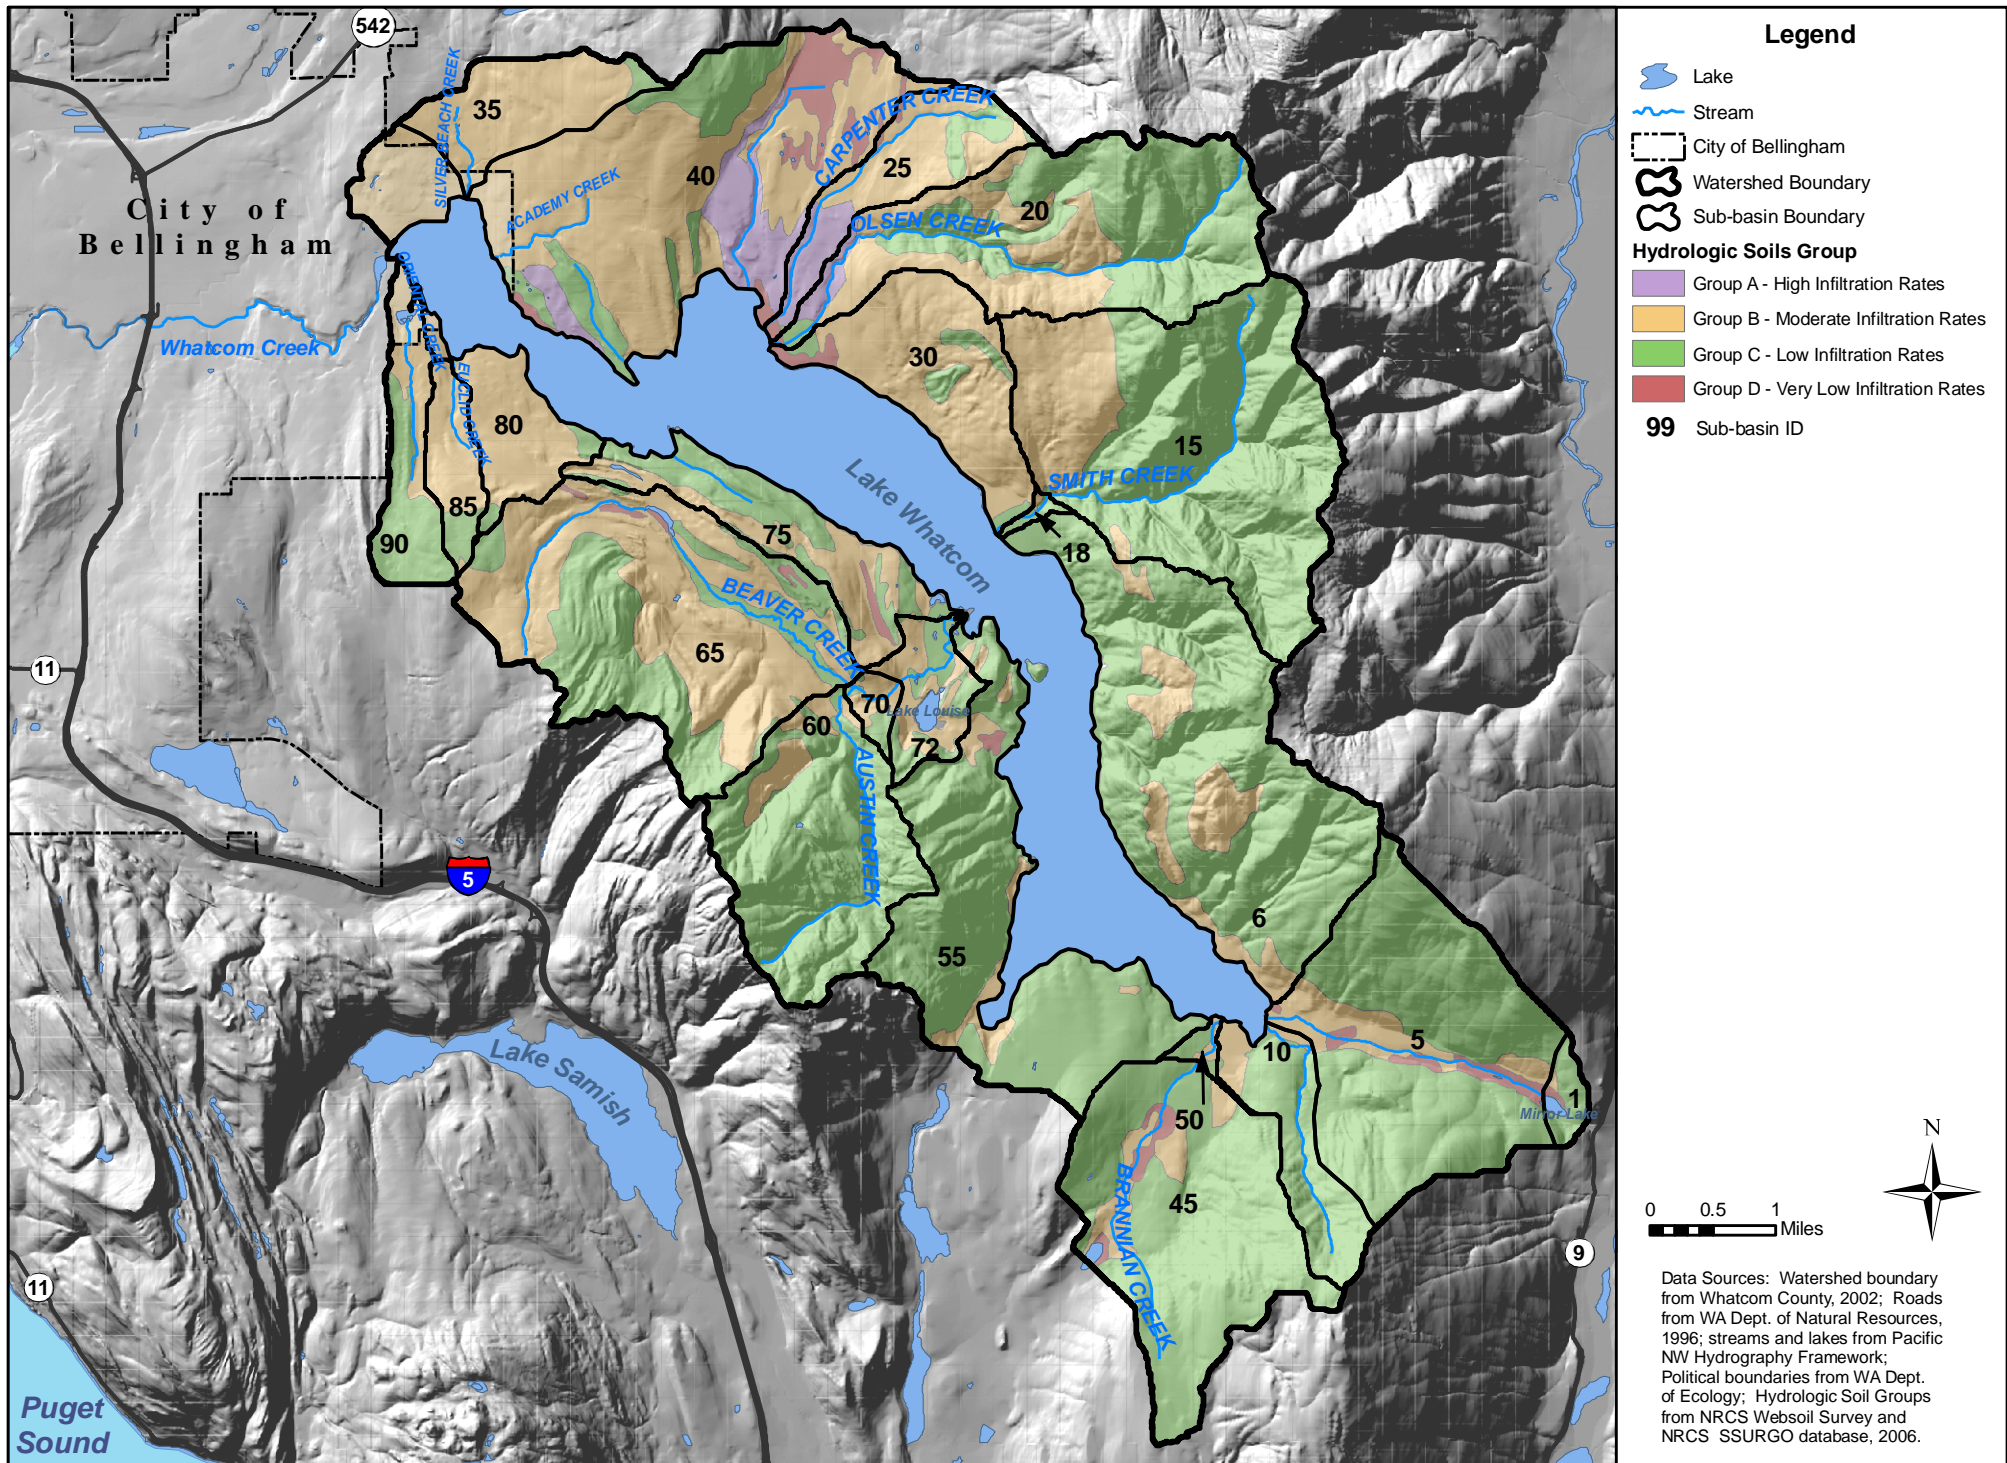 542
SILVER BEACH CREEK
35
CARPENTER CREEK
40
25
ACADEMY CREEK
City of
Bellingham
20
OLSEN CREEK
ORIENTAL CREEK
Whatcom Creek
30
EUCLID CREEK
80
15
SMITH CREEK
Lake Whatcom
85
90
75
18
BEAVER CREEK
65
11
70
Lake Louise
60
72
AUSTIN CREEK
5
6
55
5
10
1
Mirror Lake
Lake Samish
50
45
BRANNIAN CREEK
9
11
Puget
Sound
Legend
Lake
Stream
City of Bellingham
Watershed Boundary
Sub-basin Boundary
Hydrologic Soils Group
Group A - High Infiltration Rates
Group B - Moderate Infiltration Rates
Group C - Low Infiltration Rates
Group D - Very Low Infiltration Rates
99 Sub-basin ID
N
0 0.5 1
Miles
Data Sources: Watershed boundary
from Whatcom County, 2002; Roads
from WA Dept. of Natural Resources,
1996; streams and lakes from Pacific
NW Hydrography Framework;
Political boundaries from WA Dept.
of Ecology; Hydrologic Soil Groups
from NRCS Websoil Survey and
NRCS SSURGO database, 2006.